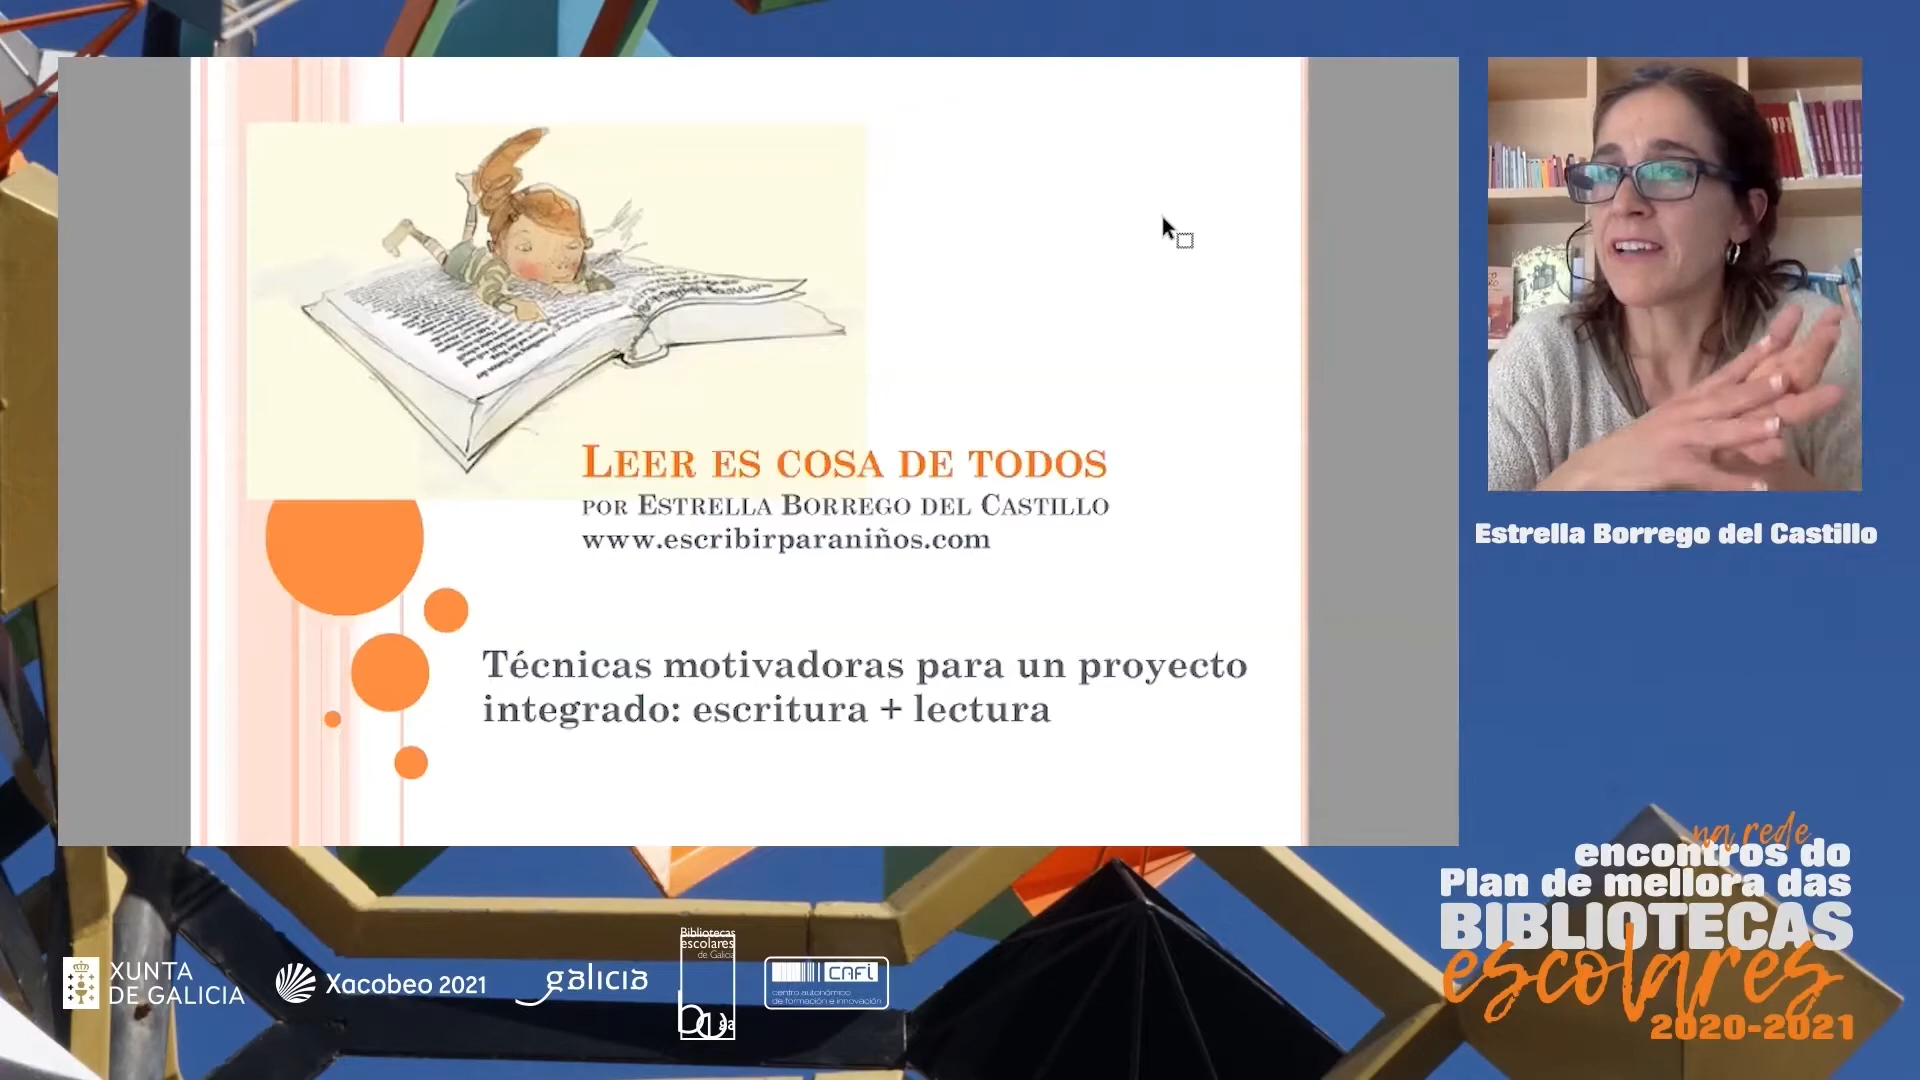 LEER ES COSA DE TODOS
POR ESTRELLA BORREGO DEL CASTILLO
www.escribirparaniños.com
Técnicas motivadoras para un proyecto
integrado: escritura + lectura
Estrella Borrego del Castillo
na rede
encontros do
Plan de mellora das
BIBLIOTECAS
escolares
2020-2021
XUNTA
DE GALICIA
Xacobeo 2021
galicia
Bibliotecas
escolares
de Galicia
CAFi
centro autonómico
de formación e innovación